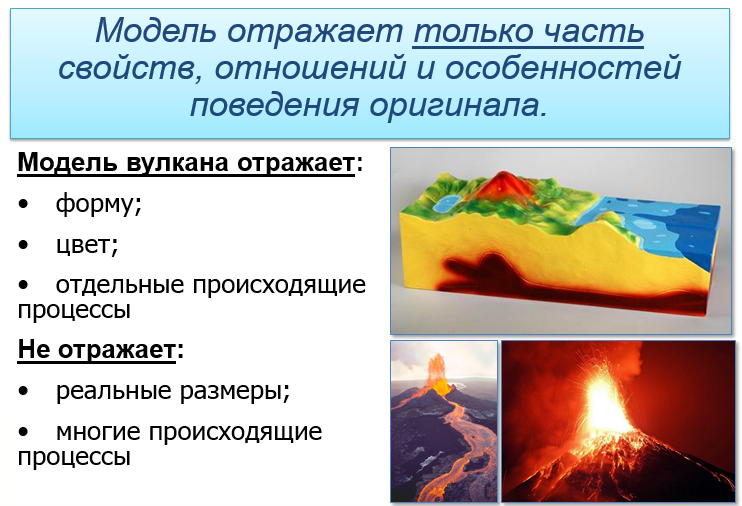 Модель отражает только часть
свойств, отношений и особенностей
поведения оригинала.
Модель вулкана отражает:
• форму;
• цвет;
• отдельные происходящие
процессы
Не отражает:
• реальные размеры;
• многие происходящие
процессы